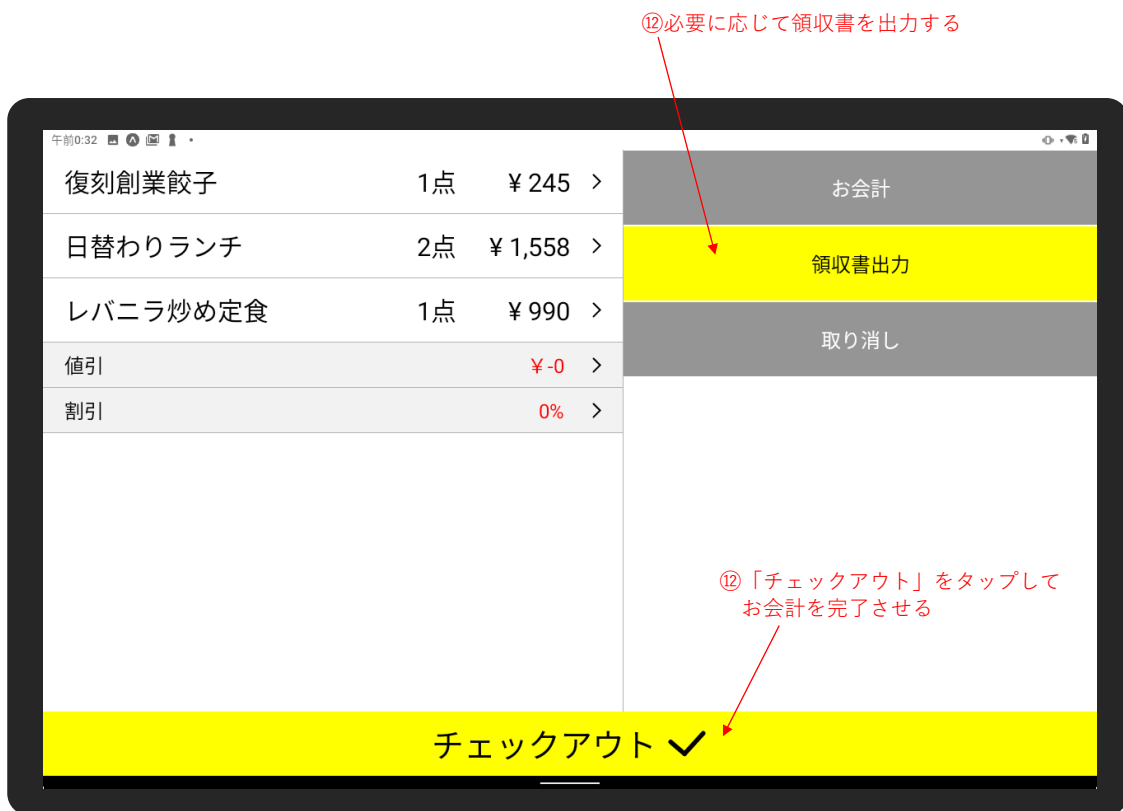 ⑫必要に応じて領収書を出力する
午前0:32
復刻創業餃子 1点 ¥ 245
お会計
日替わりランチ 2点 ¥ 1,558
領収書出力
レバニラ炒め定食 1点 ¥ 990
取り消し
値引 ¥ -0
割引 0%
⑫「チェックアウト」をタップして
お会計を完了させる
チェックアウト